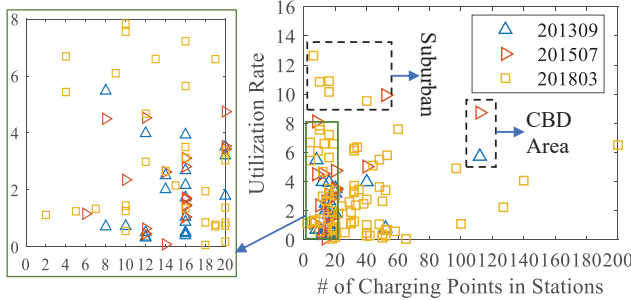 8
6
4
2
0
0 2 4 6 8 10 12 14 16 18 20
Utilization Rate
16
14
12
10
8
6
4
2
0
0 20 40 60 80 100 120 140 160 180 200
# of Charging Points in Stations
Suburban
CBD
Area
201309
201507
201803